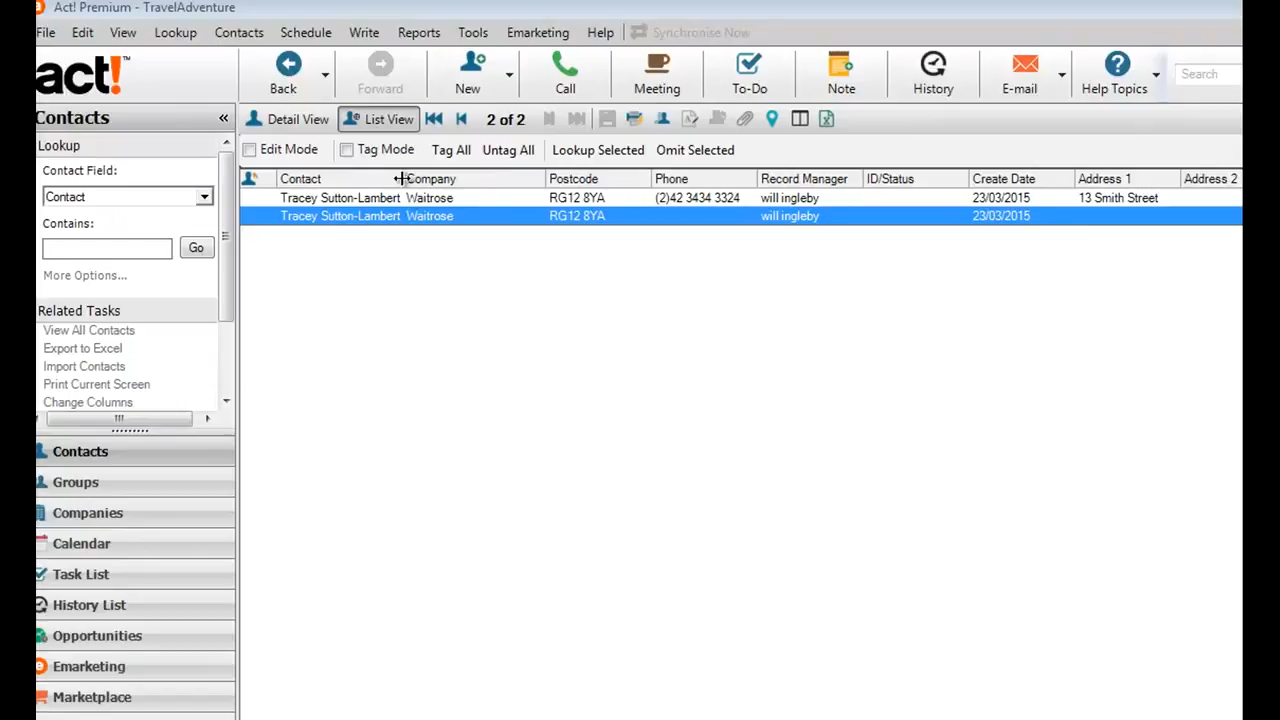 Act! Premium - TravelAdventure
File Edit View Lookup Contacts Schedule Write Reports Tools Emarketing Help Synchronise Now
act!™ Back Forward New Call Meeting To-Do Note History E-mail Help Topics Search
Contacts «
Detail View List View 2 of 2
Lookup
Edit Mode Tag Mode Tag All Untag All Lookup Selected Omit Selected
Contact Field:
Contact
Contains:
Go
More Options...
Related Tasks
View All Contacts
Export to Excel
Import Contacts
Print Current Screen
Change Columns
Contacts
Groups
Companies
Calendar
Task List
History List
Opportunities
Emarketing
Marketplace
Contact Company Postcode Phone Record Manager ID/Status Create Date Address 1 Address 2
Tracey Sutton-Lambert Waitrose RG12 8YA (2)42 3434 3324 will ingleby 23/03/2015 13 Smith Street
Tracey Sutton-Lambert Waitrose RG12 8YA will ingleby 23/03/2015